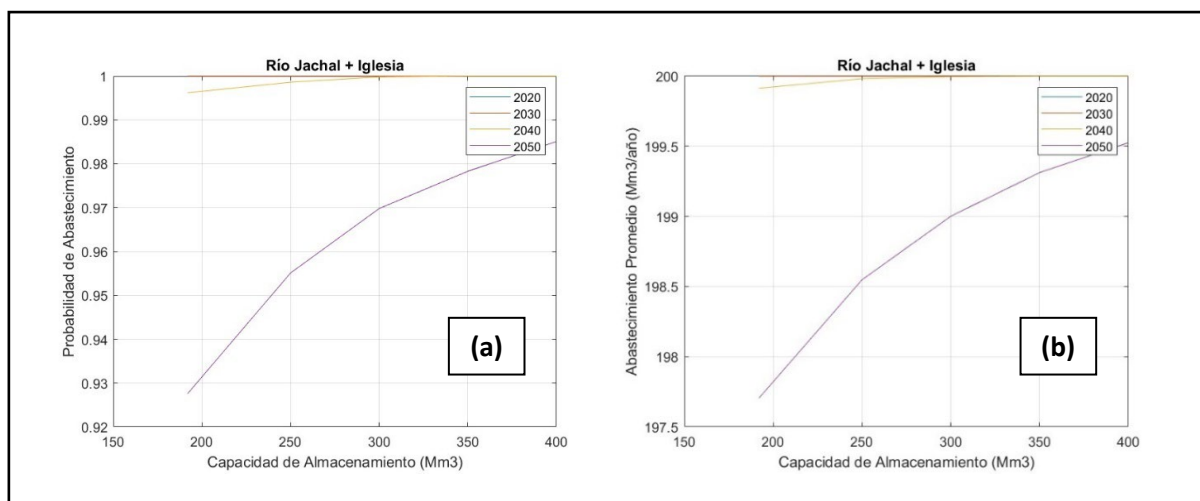 Río Jachal + Iglesia
1
0.99
0.98
0.97
0.96
0.95
0.94
0.93
0.92
Probabilidad de Abastecimiento
2020
2030
2040
2050
(a)
150 200 250 300 350 400
Capacidad de Almacenamiento (Mm3)
Río Jachal + Iglesia
200
199.5
199
198.5
198
197.5
Abastecimiento Promedio (Mm3/año)
2020
2030
2040
2050
(b)
150 200 250 300 350 400
Capacidad de Almacenamiento (Mm3)